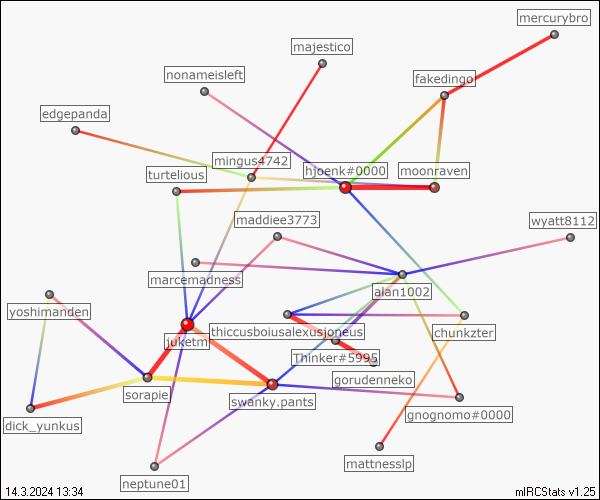 mercurybro
majestico
nonameisleft
fakedingo
edgepanda
mingus4742
hjoenk#0000
moonraven
turtelious
maddiee3773
wyatt8112
marcemadness
alan1002
yoshimanden
thiccusboiusalexusjoneus
chunkzter
juketm
Thinker#5995
gorudenneko
sorapie
swanky.pants
gnognomo#0000
dick_yunkus
mattnesslp
neptune01
14.3.2024 13:34
mIRCStats v1.25